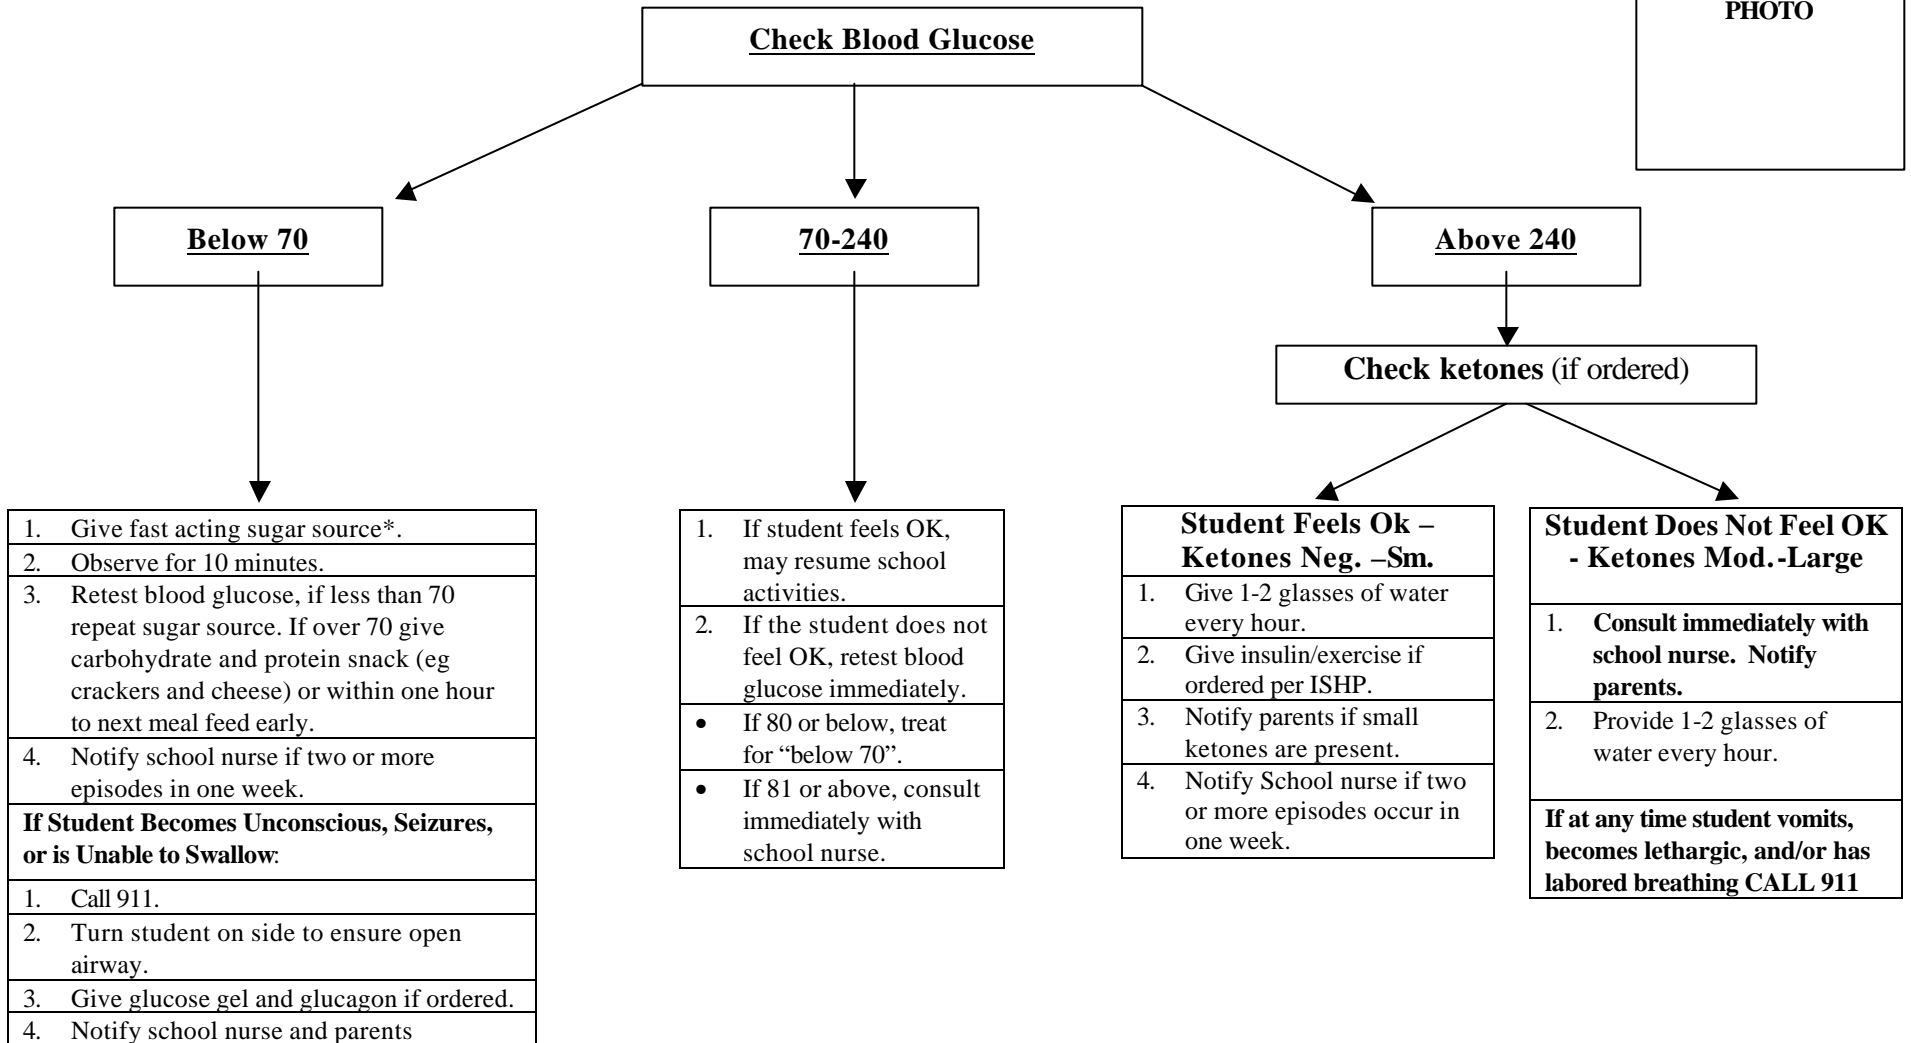 PHOTO
Check Blood Glucose
Below 70
70-240
Above 240
Check ketones (if ordered)
1. Give fast acting sugar source*.
2. Observe for 10 minutes.
3. Retest blood glucose, if less than 70
repeat sugar source. If over 70 give
carbohydrate and protein snack (eg
crackers and cheese) or within one hour
to next meal feed early.
4. Notify school nurse if two or more
episodes in one week.
If Student Becomes Unconscious, Seizures,
or is Unable to Swallow:
1. Call 911.
2. Turn student on side to ensure open
airway.
3. Give glucose gel and glucagon if ordered.
4. Notify school nurse and parents
1. If student feels OK,
may resume school
activities.
2. If the student does not
feel OK, retest blood
glucose immediately.
• If 80 or below, treat
for “below 70”.
• If 81 or above, consult
immediately with
school nurse.
Student Feels Ok –
Ketones Neg. –Sm.
1. Give 1-2 glasses of water
every hour.
2. Give insulin/exercise if
ordered per ISHP.
3. Notify parents if small
ketones are present.
4. Notify School nurse if two
or more episodes occur in
one week.
Student Does Not Feel OK
- Ketones Mod.-Large
1. Consult immediately with
school nurse. Notify
parents.
2. Provide 1-2 glasses of
water every hour.
If at any time student vomits,
becomes lethargic, and/or has
labored breathing CALL 911